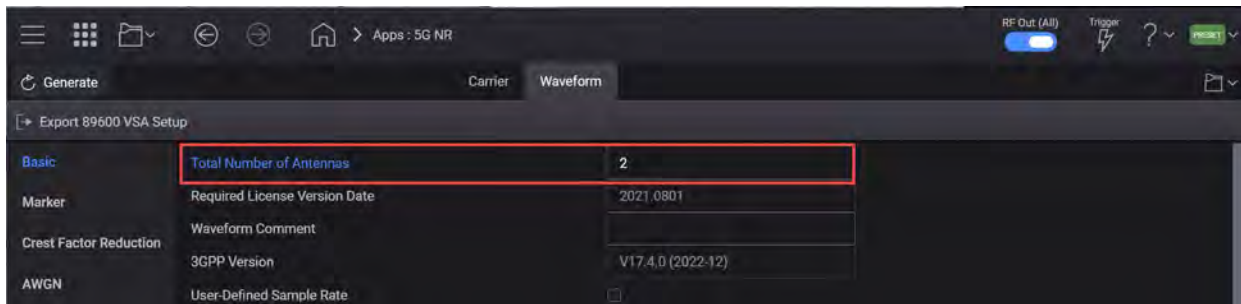 RF Out (All) Trigger
> Apps : 5G NR ? PRESET
Generate Carrier Waveform
Export 89600 VSA Setup
Basic Total Number of Antennas 2
Marker Required License Version Date 2021.0801
Waveform Comment
Crest Factor Reduction
3GPP Version V17.4.0 (2022-12)
AWGN
User-Defined Sample Rate